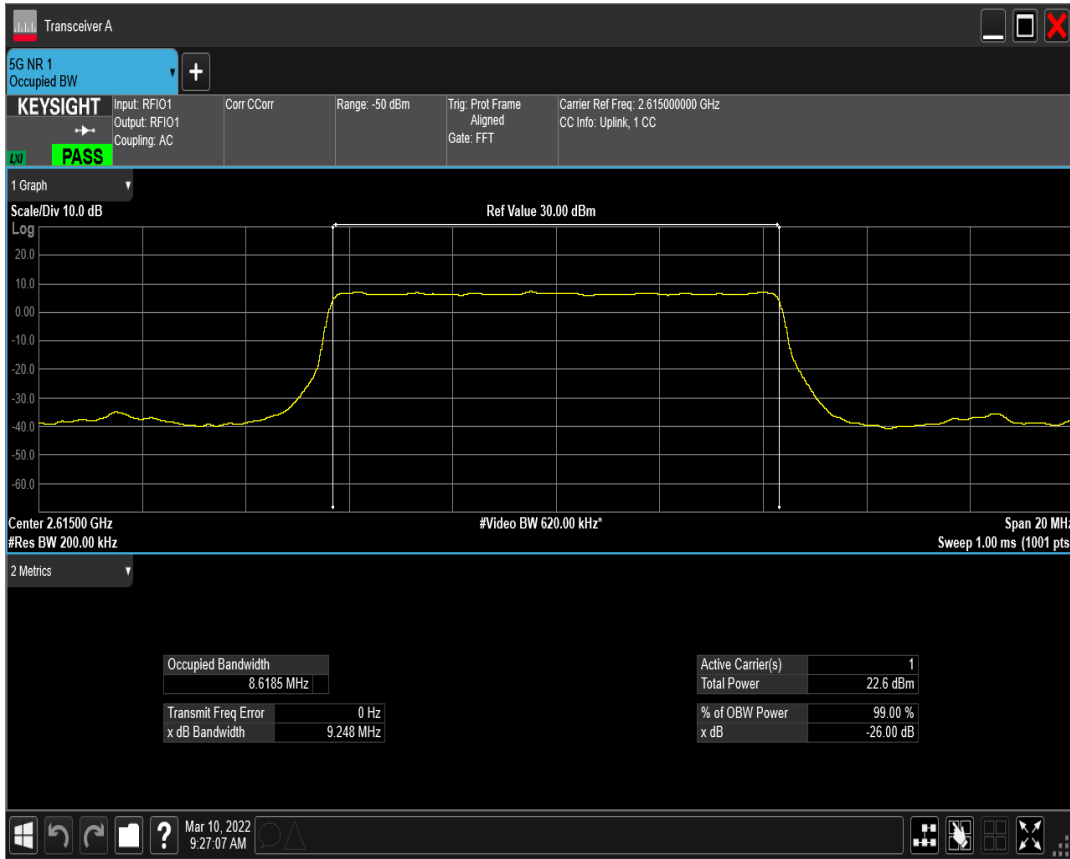 Transceiver A
5G NR 1
Occupied BW
KEYSIGHT
LXI
PASS
Input: RFIO1
Output: RFIO1
Coupling: AC
Corr CCorr
Range: -50 dBm
Trig: Prot Frame
Aligned
Gate: FFT
Carrier Ref Freq: 2.615000000 GHz
CC Info: Uplink, 1 CC
1 Graph
Scale/Div 10.0 dB
Ref Value 30.00 dBm
Log
20.0
10.0
0.00
-10.0
-20.0
-30.0
-40.0
-50.0
-60.0
Center 2.61500 GHz
#Video BW 620.00 kHz*
Span 20 MHz
#Res BW 200.00 kHz
Sweep 1.00 ms (1001 pts
2 Metrics
Occupied Bandwidth
8.6185 MHz
Transmit Freq Error 0 Hz
x dB Bandwidth 9.248 MHz
Active Carrier(s) 1
Total Power 22.6 dBm
% of OBW Power 99.00 %
x dB -26.00 dB
?
Mar 10, 2022
9:27:07 AM